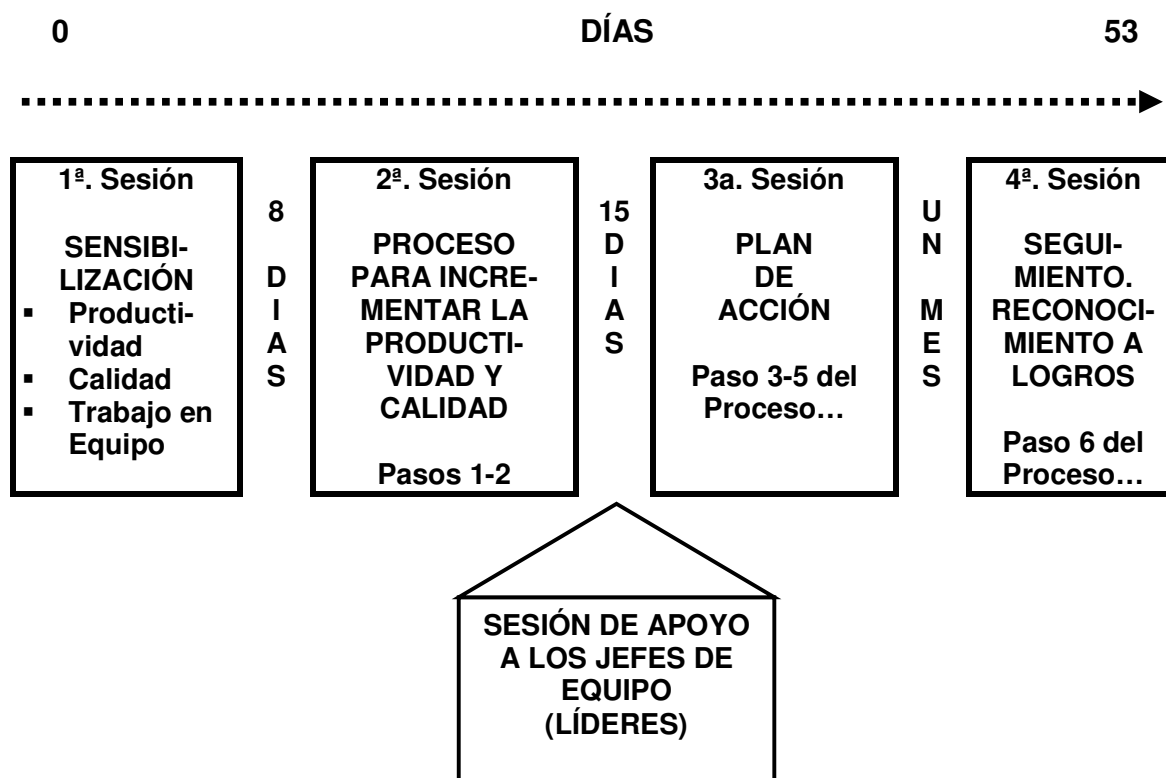 0 DÍAS 53
1ª. Sesión
SENSIBI-
LIZACIÓN
▪ Producti-
vidad
▪ Calidad
▪ Trabajo en
Equipo
8
D
I
A
S
2ª. Sesión
PROCESO
PARA INCRE-
MENTAR LA
PRODUCTI-
VIDAD Y
CALIDAD
Pasos 1-2
15
D
I
A
S
3a. Sesión
PLAN
DE
ACCIÓN
Paso 3-5 del
Proceso…
U
N
M
E
S
4ª. Sesión
SEGUI-
MIENTO.
RECONOCI-
MIENTO A
LOGROS
Paso 6 del
Proceso…
SESIÓN DE APOYO
A LOS JEFES DE
EQUIPO
(LÍDERES)